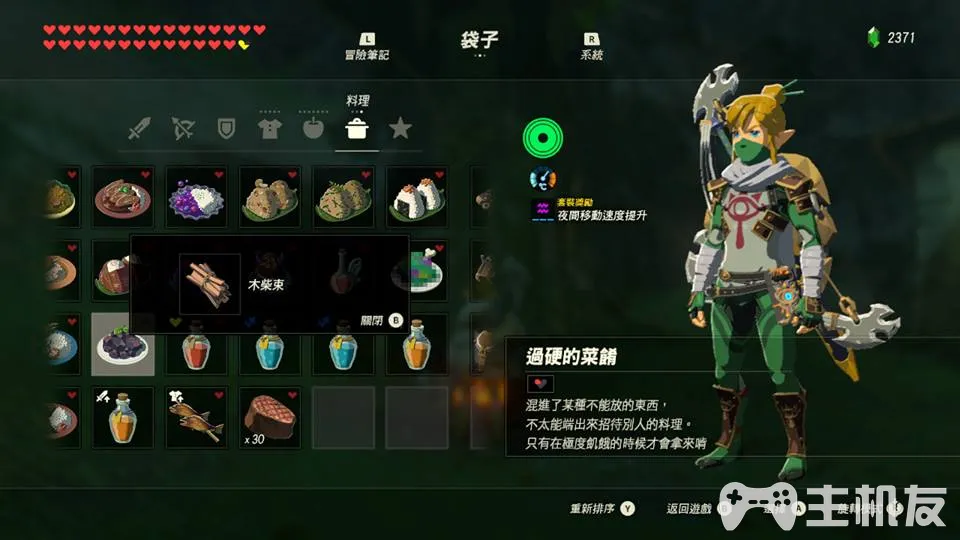 L
冒險筆記
袋子
R
系統
2371
料理
套裝獎勵
夜間移動速度提升
木柴束
關閉 B
過硬的菜餚
混進了某種不能放的東西，
不太能端出來招待別人的料理。
只有在極度飢餓的時候才會拿來啃
x 30
重新排序 Y
返回遊戲
選擇 A
主机友